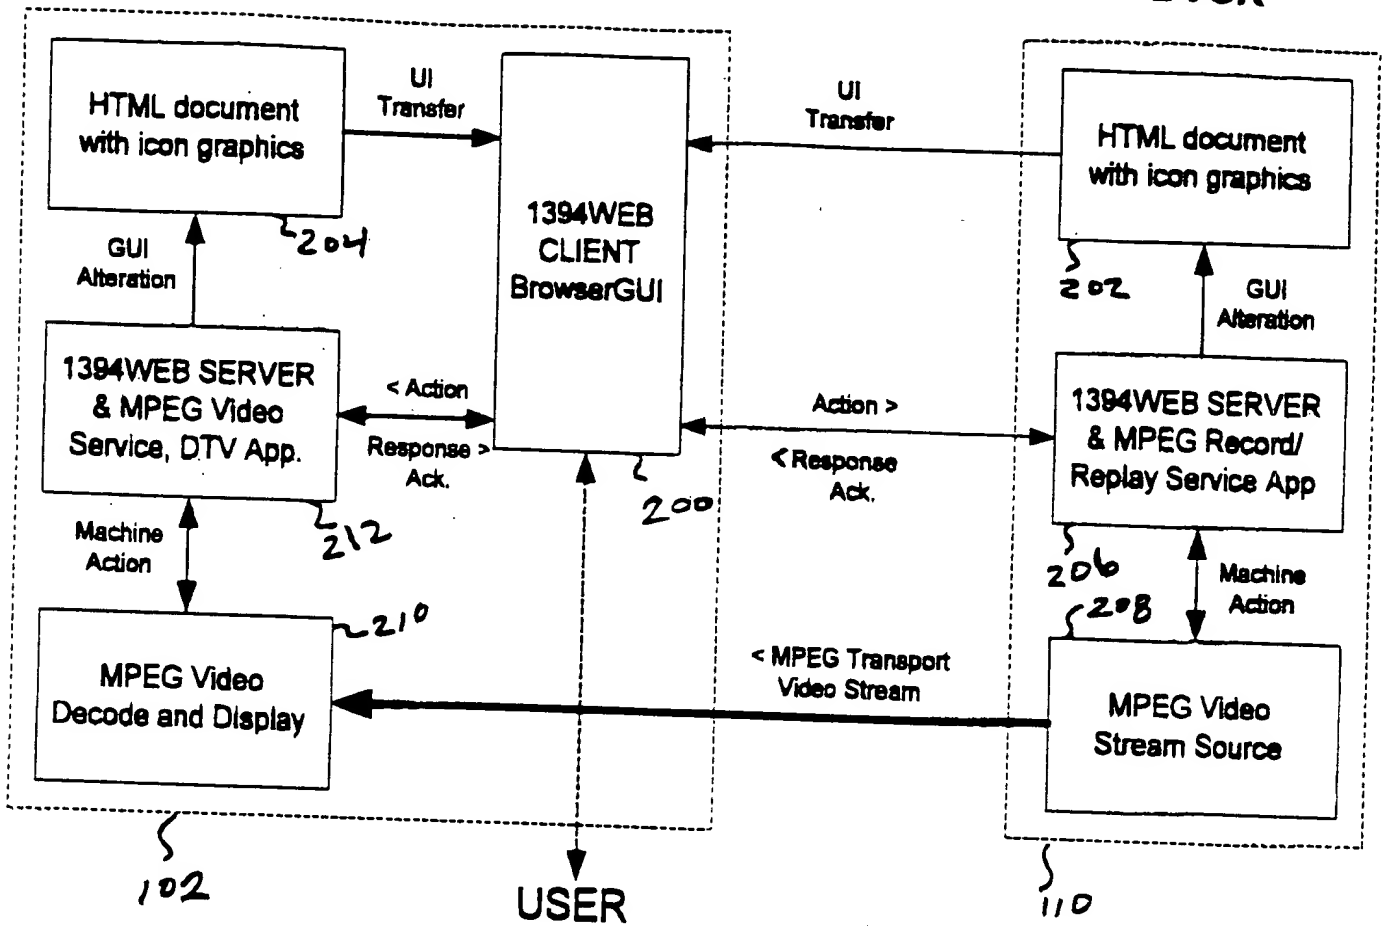 HTML document
with icon graphics
204
UI
Transfer
1394WEB
CLIENT
BrowserGUI
200
UI
Transfer
HTML document
with icon graphics
202
GUI
Alteration
GUI
Alteration
1394WEB SERVER
& MPEG Video
Service, DTV App.
212
< Action
Response >
Ack.
Action >
< Response
Ack.
1394WEB SERVER
& MPEG Record/
Replay Service App
206
Machine
Action
Machine
Action
210
208
MPEG Video
Decode and Display
< MPEG Transport
Video Stream
MPEG Video
Stream Source
102
USER
110